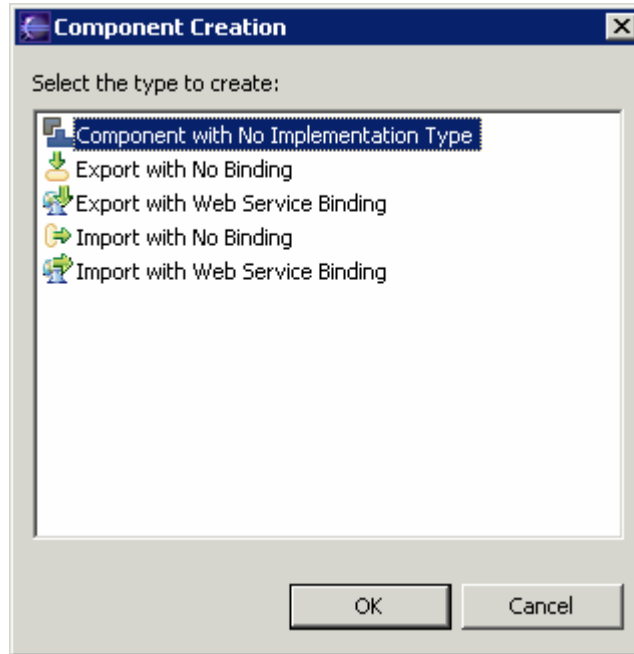 Component Creation
Select the type to create:
Component with No Implementation Type
Export with No Binding
Export with Web Service Binding
Import with No Binding
Import with Web Service Binding
OK Cancel